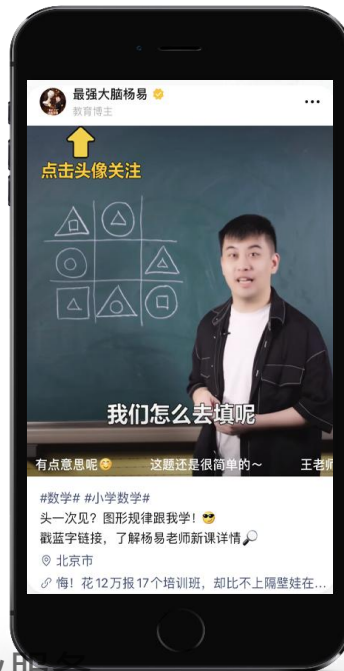 最强大脑杨易
教育博主
点击头像关注
我们怎么去填呢
有点意思呢😊 这题还是很简单的～ 王老师
#数学# #小学数学#
头一次见？图形规律跟我学！😎
戳蓝字链接，了解杨易老师新课详情🔎
北京市
悔！花12万报17个培训班，却比不上隔壁娃在...